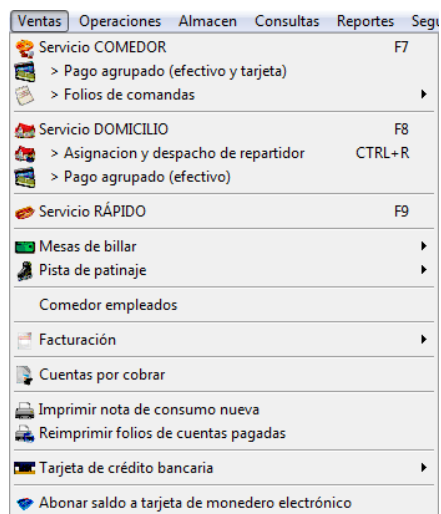 Ventas Operaciones Almacen Consultas Reportes Segu
Servicio COMEDOR F7
> Pago agrupado (efectivo y tarjeta)
> Folios de comandas
Servicio DOMICILIO F8
> Asignacion y despacho de repartidor CTRL+R
> Pago agrupado (efectivo)
Servicio RÁPIDO F9
Mesas de billar
Pista de patinaje
Comedor empleados
Facturación
Cuentas por cobrar
Imprimir nota de consumo nueva
Reimprimir folios de cuentas pagadas
Tarjeta de crédito bancaria
Abonar saldo a tarjeta de monedero electrónico